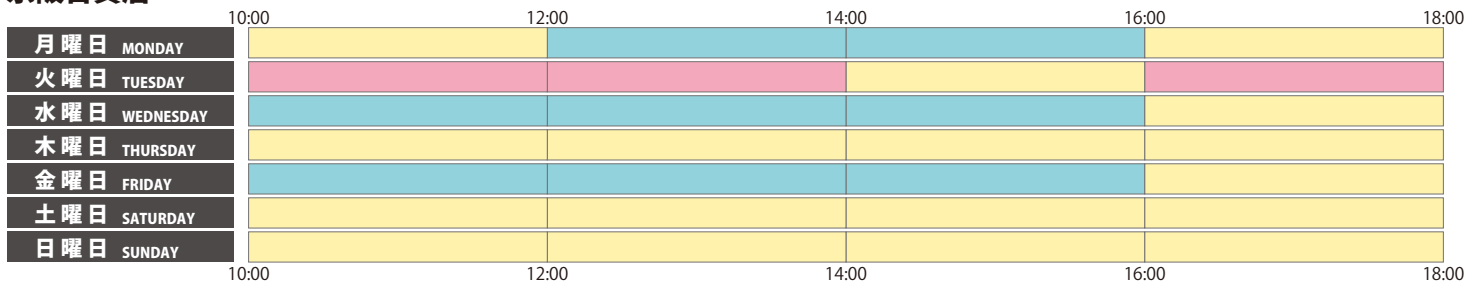 10:00 12:00 14:00 16:00 18:00
月曜日 MONDAY
火曜日 TUESDAY
水曜日 WEDNESDAY
木曜日 THURSDAY
金曜日 FRIDAY
土曜日 SATURDAY
日曜日 SUNDAY
10:00 12:00 14:00 16:00 18:00